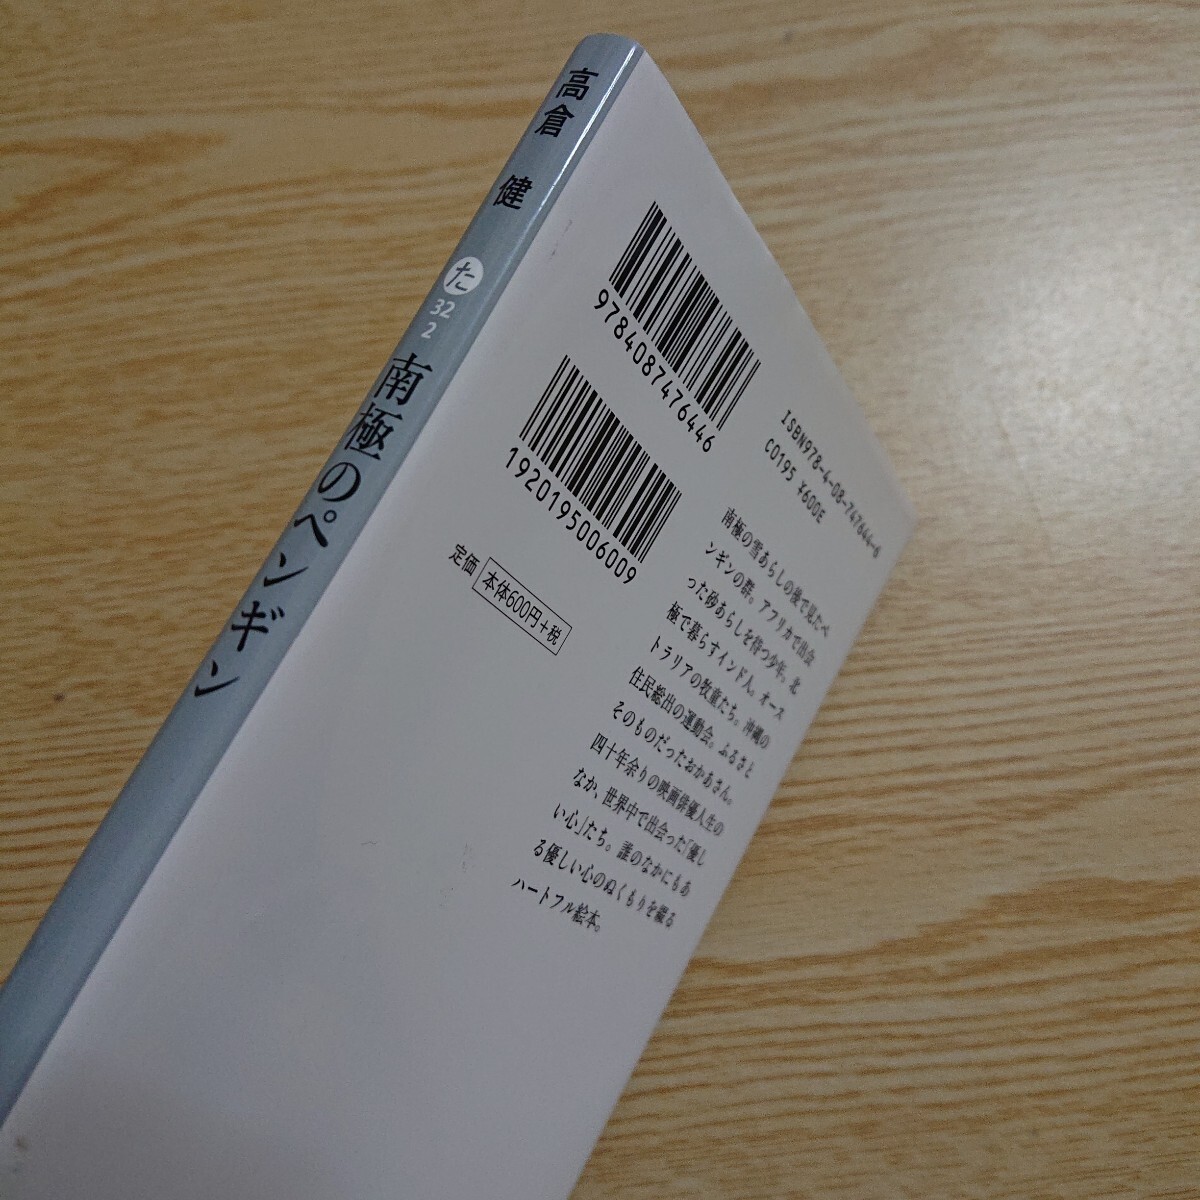 高倉 健
た
32
2
南極のペンギン
9784087476446
1920195006009
ISBN978-4-08-747644-6
C0195 ¥600E
定価 本体600円+税
南極の雪あらしの後で見たペ
ンギンの群。アフリカで出会
った砂あらしを待つ少年。北
極で暮らすインド人。オース
トラリアの牧童たち。沖縄の
住民総出の運動会。ふるさと
そのものだったおかあさん。
四十年余りの映画俳優人生の
なか、世界中で出会った「優し
い心」たち。誰のなかにもあ
る優しい心のぬくもりを綴る
ハートフル絵本。